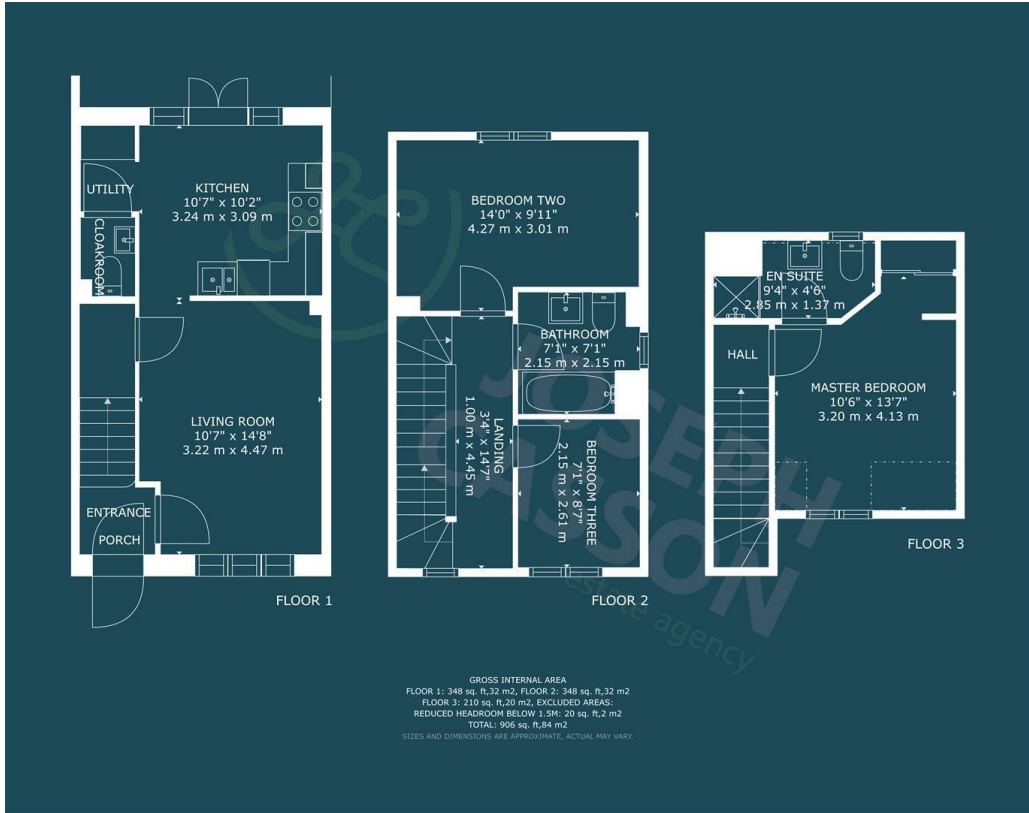 UTILITY
CLOAKROOM
KITCHEN
10'7" x 10'2"
3.24 m x 3.09 m
LIVING ROOM
10'7" x 14'8"
3.22 m x 4.47 m
ENTRANCE
PORCH
FLOOR 1
BEDROOM TWO
14'0" x 9'11"
4.27 m x 3.01 m
BATHROOM
7'1" x 7'1"
2.15 m x 2.15 m
LANDING
3'4" x 14'7"
1.00 m x 4.45 m
BEDROOM THREE
7'1" x 8'7"
2.15 m x 2.61 m
FLOOR 2
EN SUITE
9'4" x 4'6"
2.85 m x 1.37 m
HALL
MASTER BEDROOM
10'6" x 13'7"
3.20 m x 4.13 m
FLOOR 3
JOSEPH
CASSON
estate agency
GROSS INTERNAL AREA
FLOOR 1: 348 sq. ft,32 m2, FLOOR 2: 348 sq. ft,32 m2
FLOOR 3: 210 sq. ft,20 m2, EXCLUDED AREAS:
REDUCED HEADROOM BELOW 1.5M: 20 sq. ft,2 m2
TOTAL: 906 sq. ft,84 m2
SIZES AND DIMENSIONS ARE APPROXIMATE, ACTUAL MAY VARY.